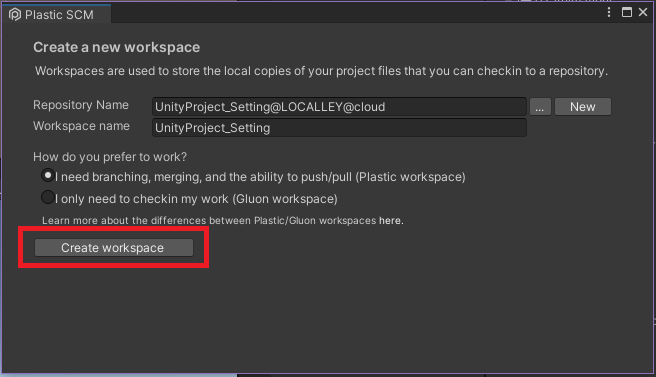 Plastic SCM
Create a new workspace
Workspaces are used to store the local copies of your project files that you can checkin to a repository.
Repository Name UnityProject_Setting@LOCALLEY@cloud ... New
Workspace name UnityProject_Setting
How do you prefer to work?
I need branching, merging, and the ability to push/pull (Plastic workspace)
I only need to checkin my work (Gluon workspace)
Learn more about the differences between Plastic/Gluon workspaces here.
Create workspace